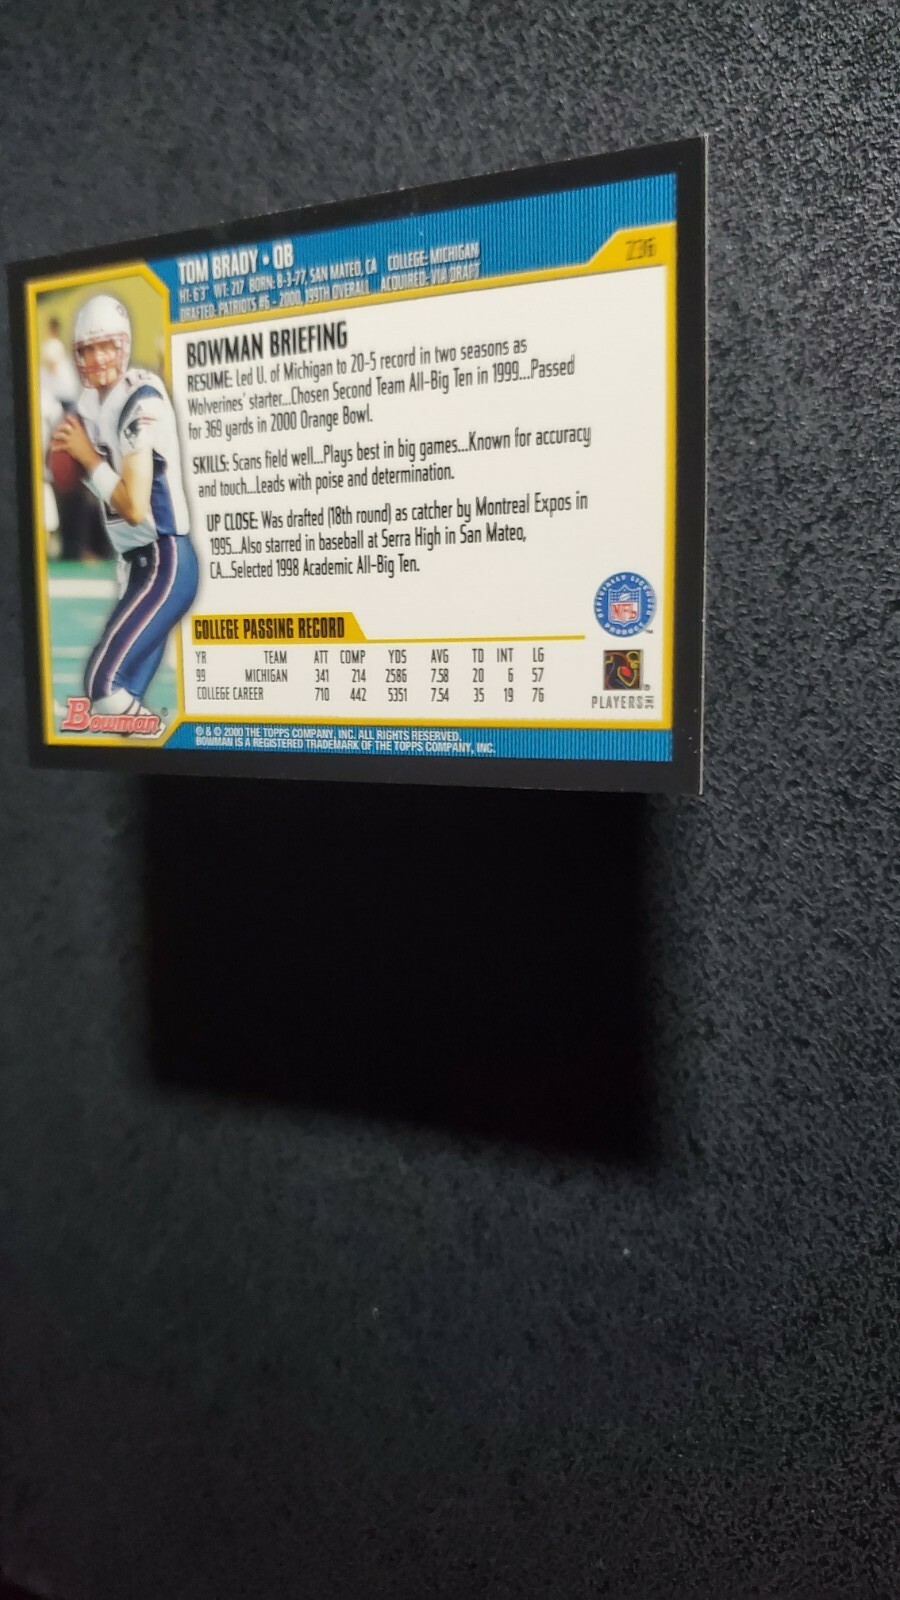 TOM BRADY • QB
236
HT: 6'3" WT: 217 BORN: 8-3-77, SAN MATEO, CA COLLEGE: MICHIGAN
DRAFTED: PATRIOTS #6 - 2000, 199TH OVERALL ACQUIRED: VIA DRAFT
BOWMAN BRIEFING
RESUME: Led U. of Michigan to 20-5 record in two seasons as
Wolverines' starter...Chosen Second Team All-Big Ten in 1999...Passed
for 369 yards in 2000 Orange Bowl.
SKILLS: Scans field well...Plays best in big games...Known for accuracy
and touch...Leads with poise and determination.
UP CLOSE: Was drafted (18th round) as catcher by Montreal Expos in
1995...Also starred in baseball at Serra High in San Mateo,
CA...Selected 1998 Academic All-Big Ten.
COLLEGE PASSING RECORD
YR TEAM ATT COMP YDS AVG TD INT LG
99 MICHIGAN 341 214 2586 7.58 20 6 57
COLLEGE CAREER 710 442 5351 7.54 35 19 76
OFFICIALLY LICENSED
NFL
PRODUCT ™
PLAYERS INC
Bowman ®
® & © 2000 THE TOPPS COMPANY, INC. ALL RIGHTS RESERVED.
BOWMAN IS A REGISTERED TRADEMARK OF THE TOPPS COMPANY, INC.